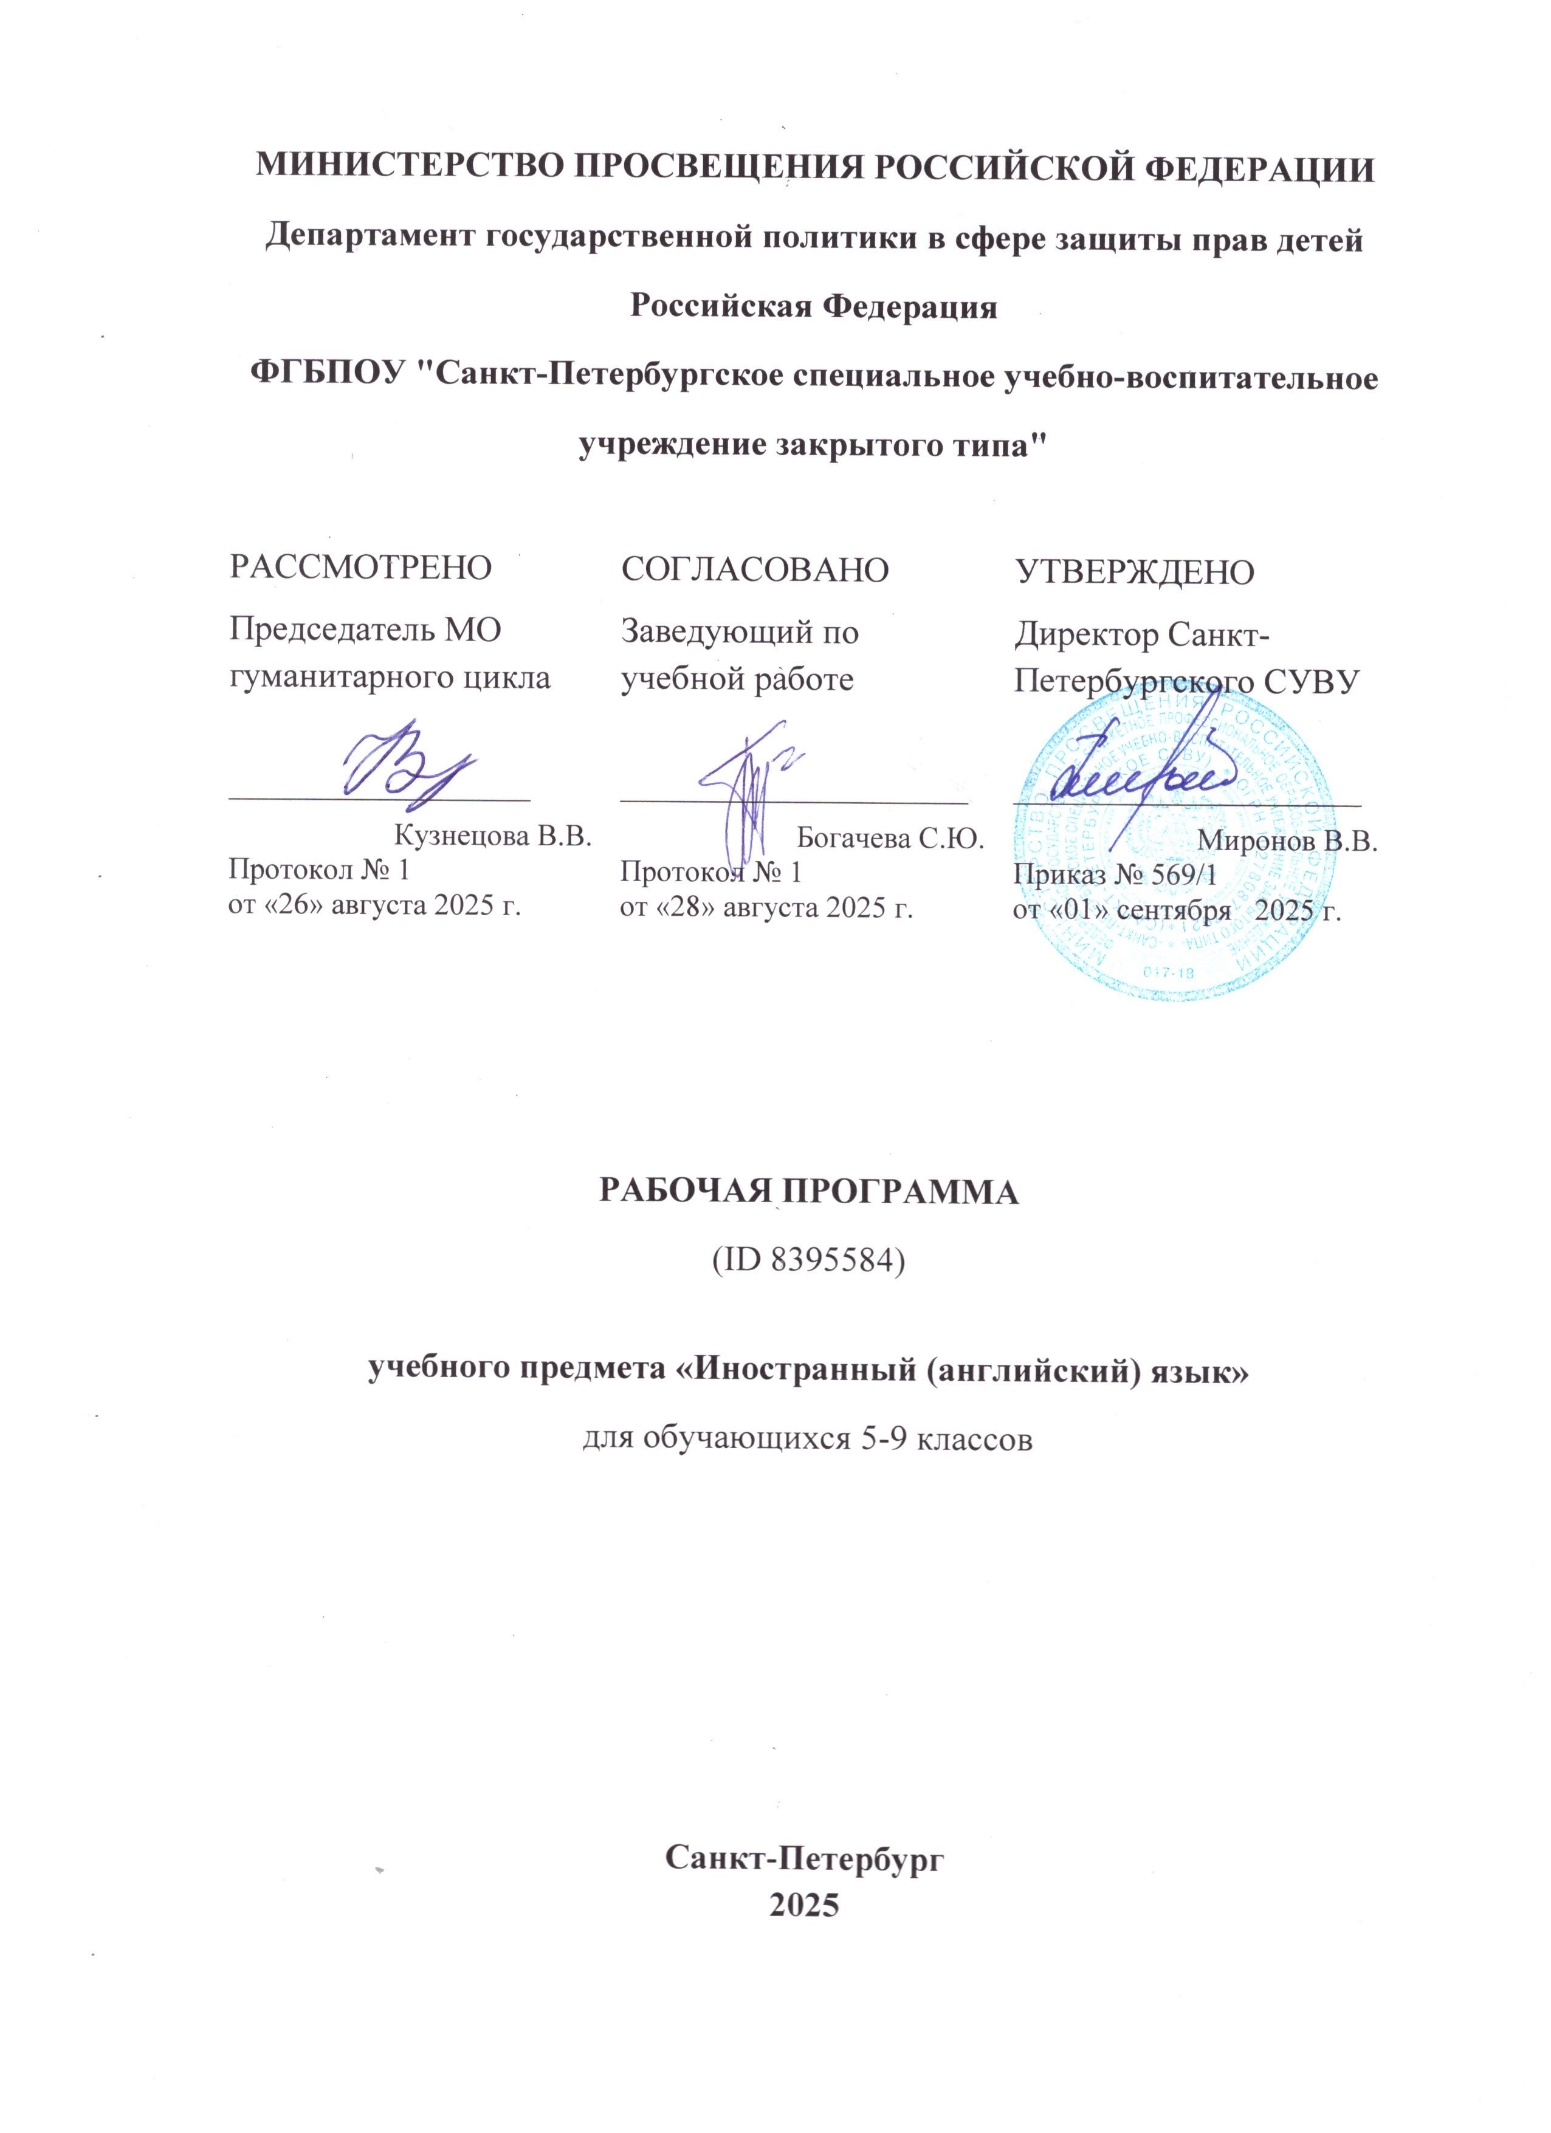 МИНИСТЕРСТВО ПРОСВЕЩЕНИЯ РОССИЙСКОЙ ФЕДЕРАЦИИ
Департамент государственной политики в сфере защиты прав детей
Российская Федерация
ФГБПОУ "Санкт-Петербургское специальное учебно-воспитательное
учреждение закрытого типа"
РАССМОТРЕНО
Председатель МО
гуманитарного цикла
Кузнецова В.В.
Протокол № 1
от «26» августа 2025 г.
СОГЛАСОВАНО
Заведующий по
учебной работе
Богачева С.Ю.
Протокол № 1
от «28» августа 2025 г.
УТВЕРЖДЕНО
Директор Санкт-
Петербургского СУВУ
Миронов В.В.
Приказ № 569/1
от «01» сентября 2025 г.
017-18
РАБОЧАЯ ПРОГРАММА
(ID 8395584)
учебного предмета «Иностранный (английский) язык»
для обучающихся 5-9 классов
Санкт-Петербург
2025